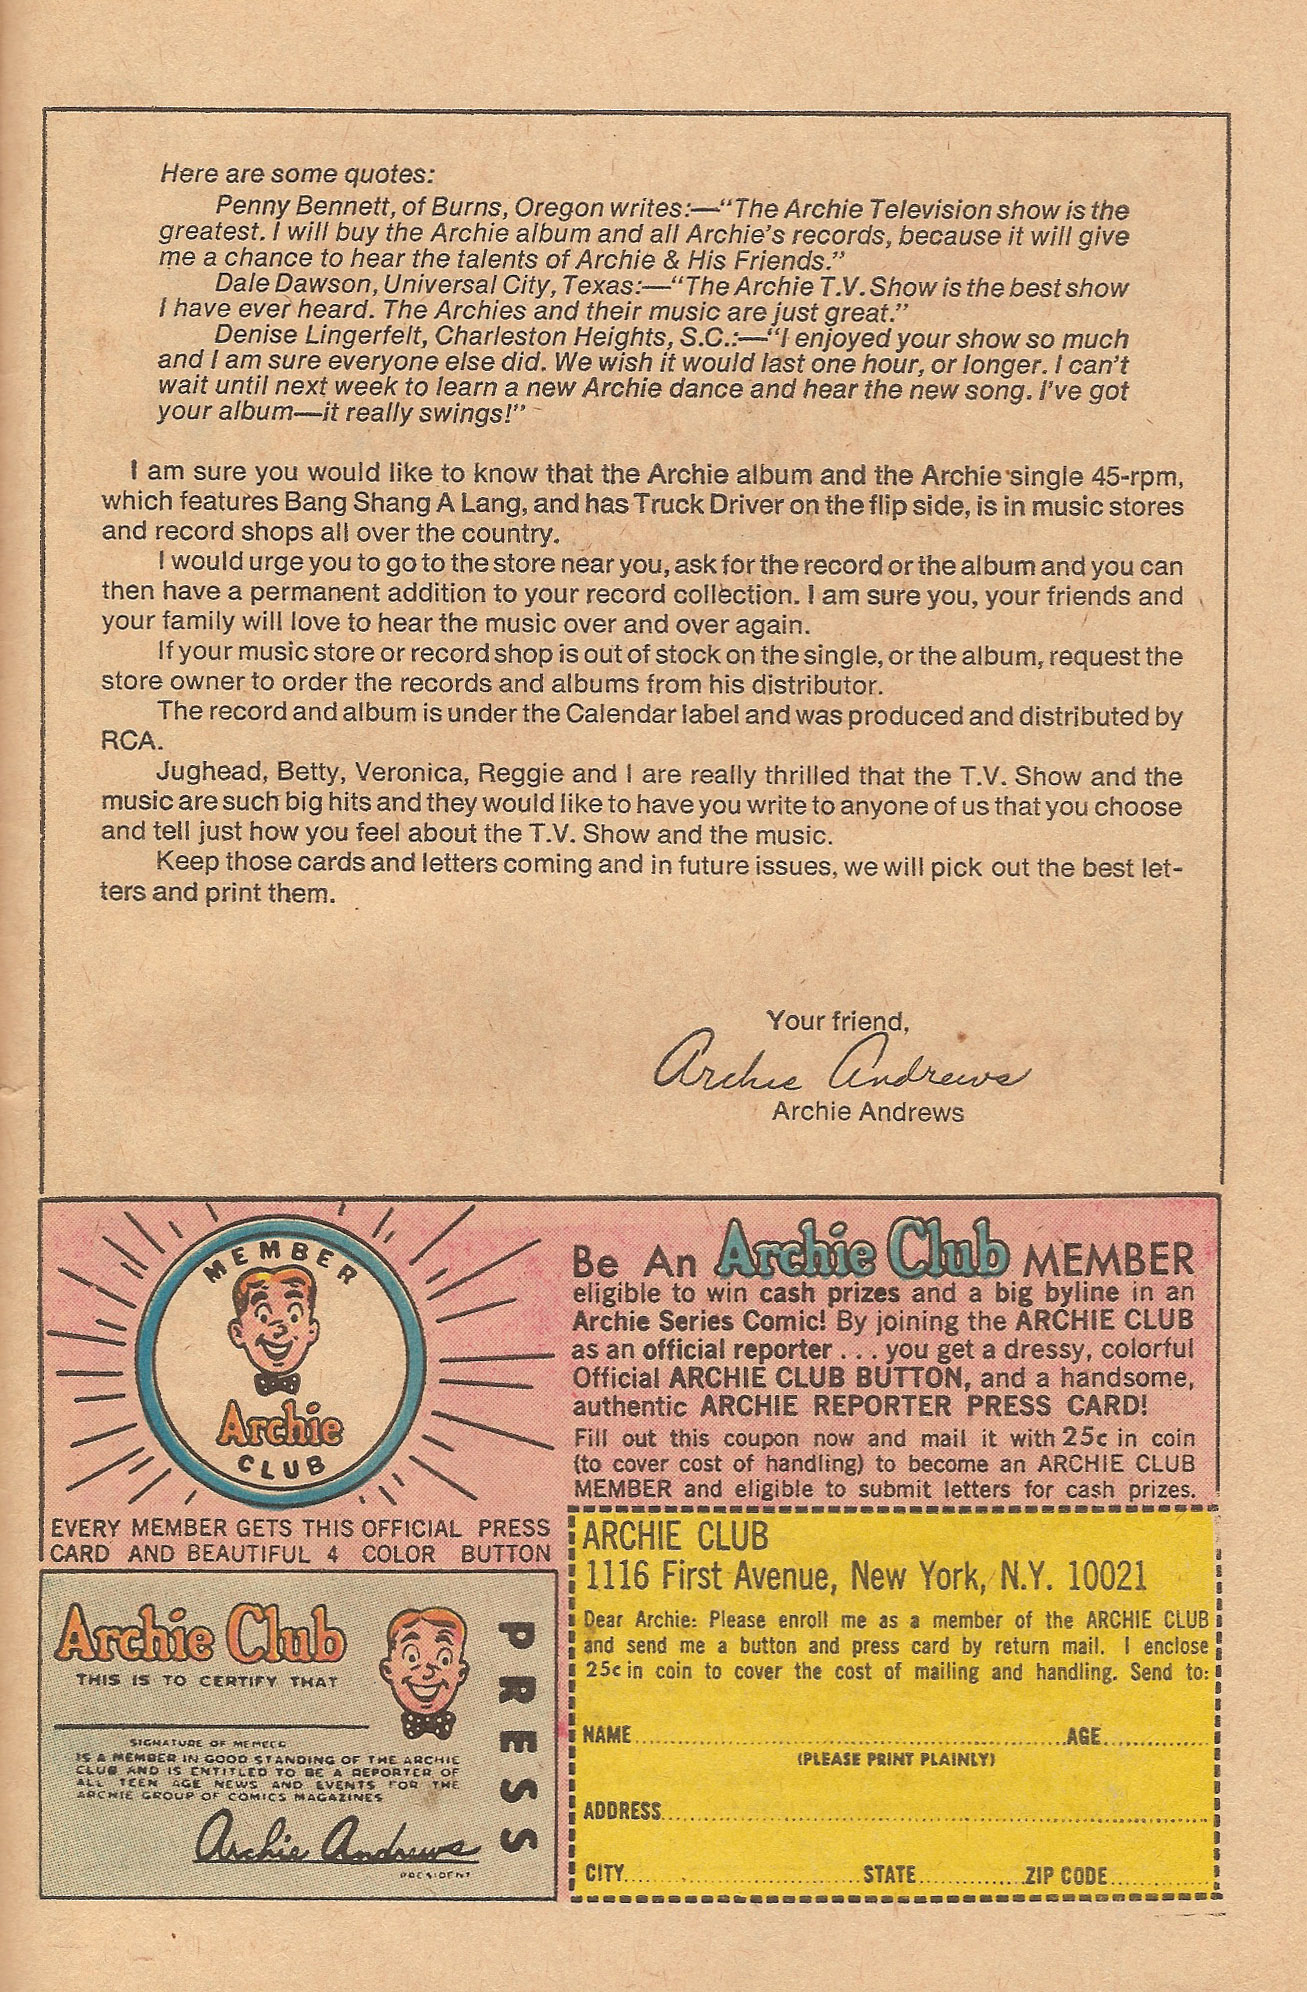 Here are some quotes:
Penny Bennett, of Burns, Oregon writes:—“The Archie Television show is the
greatest. I will buy the Archie album and all Archie’s records, because it will give
me a chance to hear the talents of Archie & His Friends.”
Dale Dawson, Universal City, Texas:—“The Archie T.V. Show is the best show
I have ever heard. The Archies and their music are just great.”
Denise Lingerfelt, Charleston Heights, S.C.:—“I enjoyed your show so much
and I am sure everyone else did. We wish it would last one hour, or longer. I can’t
wait until next week to learn a new Archie dance and hear the new song. I’ve got
your album—it really swings!”
I am sure you would like to know that the Archie album and the Archie single 45-rpm,
which features Bang Shang A Lang, and has Truck Driver on the flip side, is in music stores
and record shops all over the country.
I would urge you to go to the store near you, ask for the record or the album and you can
then have a permanent addition to your record collection. I am sure you, your friends and
your family will love to hear the music over and over again.
If your music store or record shop is out of stock on the single, or the album, request the
store owner to order the records and albums from his distributor.
The record and album is under the Calendar label and was produced and distributed by
RCA.
Jughead, Betty, Veronica, Reggie and I are really thrilled that the T.V. Show and the
music are such big hits and they would like to have you write to anyone of us that you choose
and tell just how you feel about the T.V. Show and the music.
Keep those cards and letters coming and in future issues, we will pick out the best let-
ters and print them.
Your friend,
Archie Andrews
Archie Andrews
MEMBER
Archie
CLUB
EVERY MEMBER GETS THIS OFFICIAL PRESS
CARD AND BEAUTIFUL 4 COLOR BUTTON
Be An Archie Club MEMBER
eligible to win cash prizes and a big byline in an
Archie Series Comic! By joining the ARCHIE CLUB
as an official reporter . . . you get a dressy, colorful
Official ARCHIE CLUB BUTTON, and a handsome,
authentic ARCHIE REPORTER PRESS CARD!
Fill out this coupon now and mail it with 25c in coin
(to cover cost of handling) to become an ARCHIE CLUB
MEMBER and eligible to submit letters for cash prizes.
Archie Club
THIS IS TO CERTIFY THAT
SIGNATURE OF MEMBER
IS A MEMBER IN GOOD STANDING OF THE ARCHIE
CLUB AND IS ENTITLED TO BE A REPORTER OF
ALL TEEN AGE NEWS AND EVENTS FOR THE
ARCHIE GROUP OF COMICS MAGAZINES
Archie Andrews
PRESIDENT
PRESS
ARCHIE CLUB
1116 First Avenue, New York, N.Y. 10021
Dear Archie: Please enroll me as a member of the ARCHIE CLUB
and send me a button and press card by return mail. I enclose
25c in coin to cover the cost of mailing and handling. Send to:
NAME AGE
(PLEASE PRINT PLAINLY)
ADDRESS
CITY STATE ZIP CODE